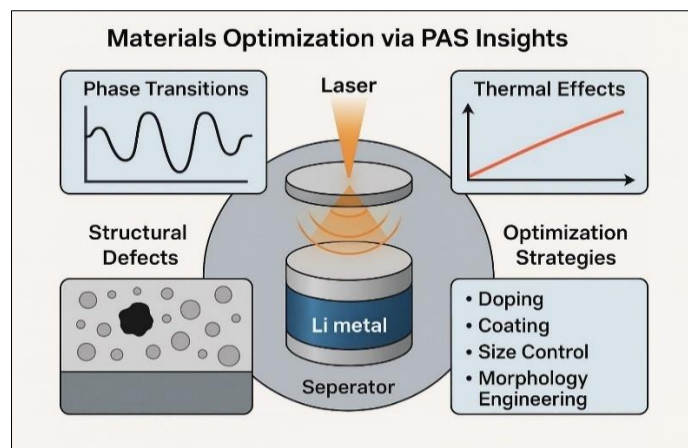 Materials Optimization via PAS Insights
Phase Transitions
Laser
Thermal Effects
Structural
Defects
Li metal
Seperator
Optimization
Strategies
• Doping
• Coating
• Size Control
• Morphology
Engineering